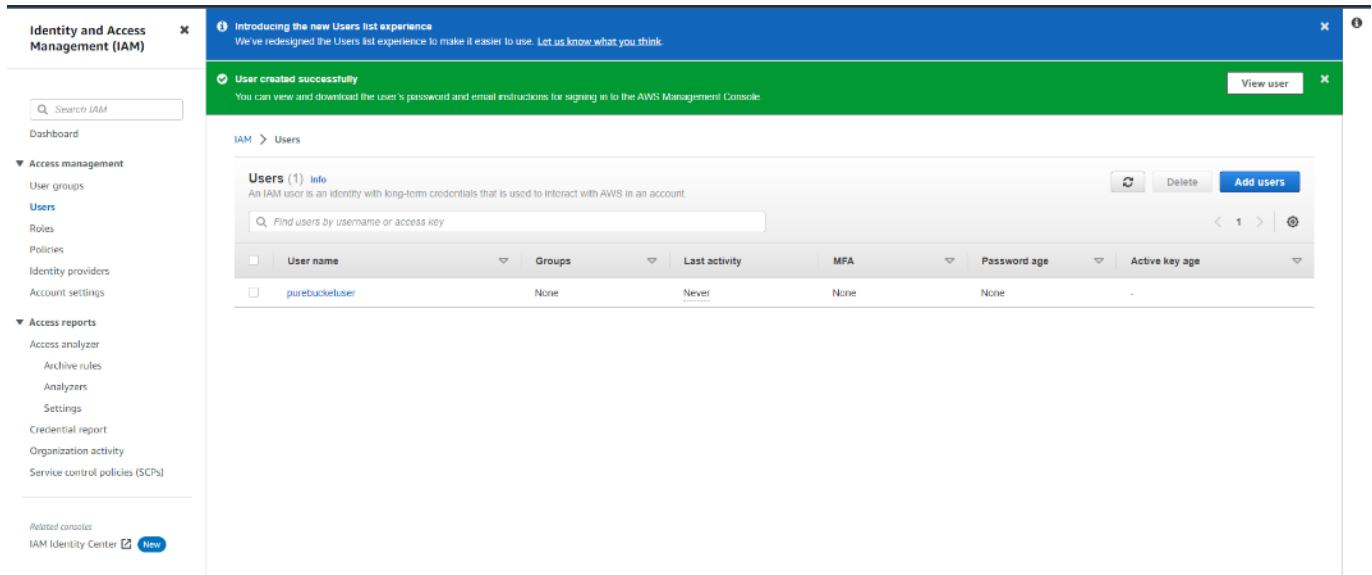 Identity and Access
Management (IAM)
Search IAM
Dashboard
Access management
User groups
Users
Roles
Policies
Identity providers
Account settings
Access reports
Access analyzer
Archive rules
Analyzers
Settings
Credential report
Organization activity
Service control policies (SCPs)
Related consoles
IAM Identity Center New
Introducing the new Users list experience
We've redesigned the Users list experience to make it easier to use. Let us know what you think.
User created successfully
You can view and download the user's password and email instructions for signing in to the AWS Management Console.
View user
IAM > Users
Users (1) Info
An IAM user is an identity with long-term credentials that is used to interact with AWS in an account.
Delete
Add users
Find users by username or access key
1
User name Groups Last activity MFA Password age Active key age
purebucketuser None Never None None -